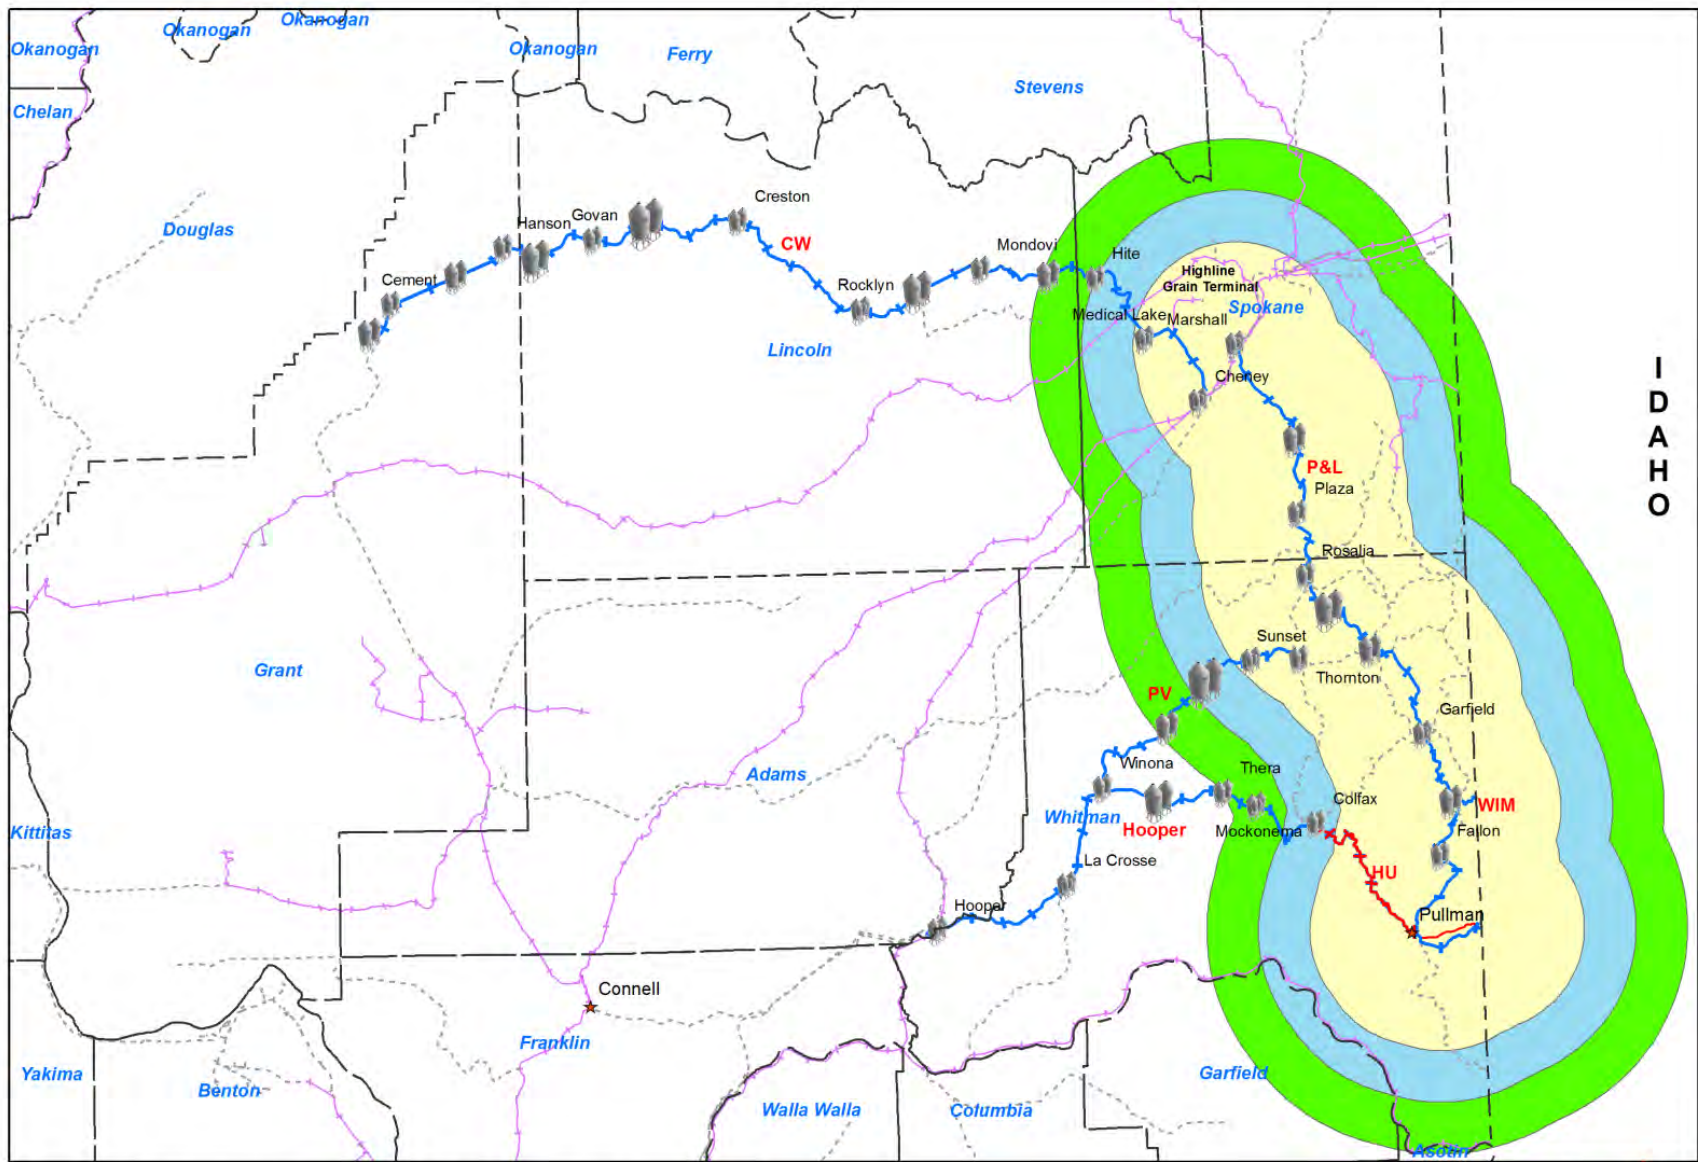 Okanogan
Okanogan
Okanogan
Okanogan
Ferry
Stevens
Chelan
Douglas
Creston
Govan
Hanson
CW
Mondovi
Hite
Highline
Grain Terminal
Cement
Rocklyn
Spokane
Medical Lake
Marshall
Lincoln
Cheney
I
D
A
H
O
P&L
Plaza
Rosalia
Sunset
Thornton
Grant
PV
Garfield
Winona
Thera
Adams
Colfax
WIM
Whitman
Hooper
Mockonema
Fallon
Kittitas
La Crosse
HU
Hooper
Pullman
Connell
Franklin
Yakima
Benton
Walla Walla
Columbia
Garfield
Asotin